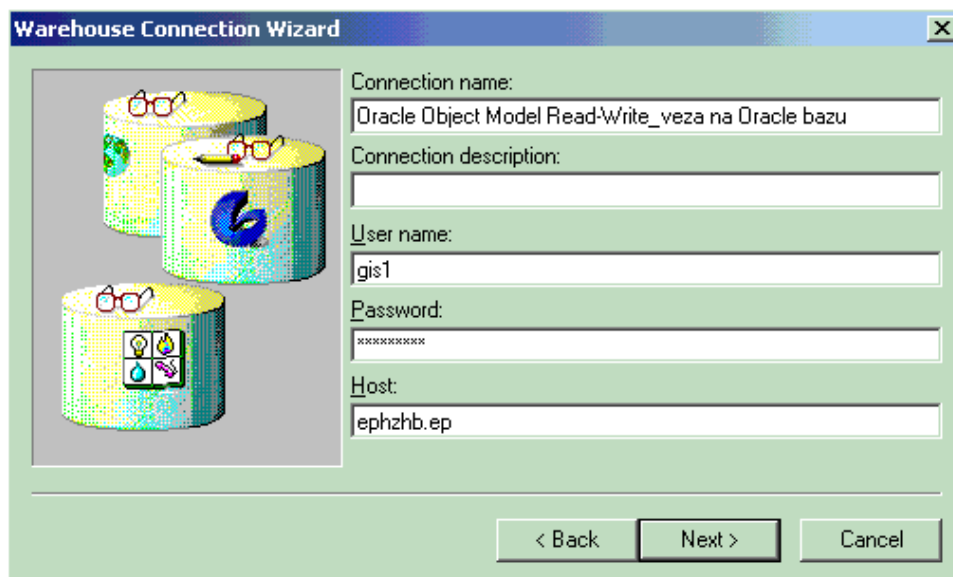 Warehouse Connection Wizard
Connection name:
Oracle Object Model Read-Write_veza na Oracle bazu
Connection description:
User name:
gis1
Password:
*********
Host:
ephzhb.ep
< Back
Next >
Cancel